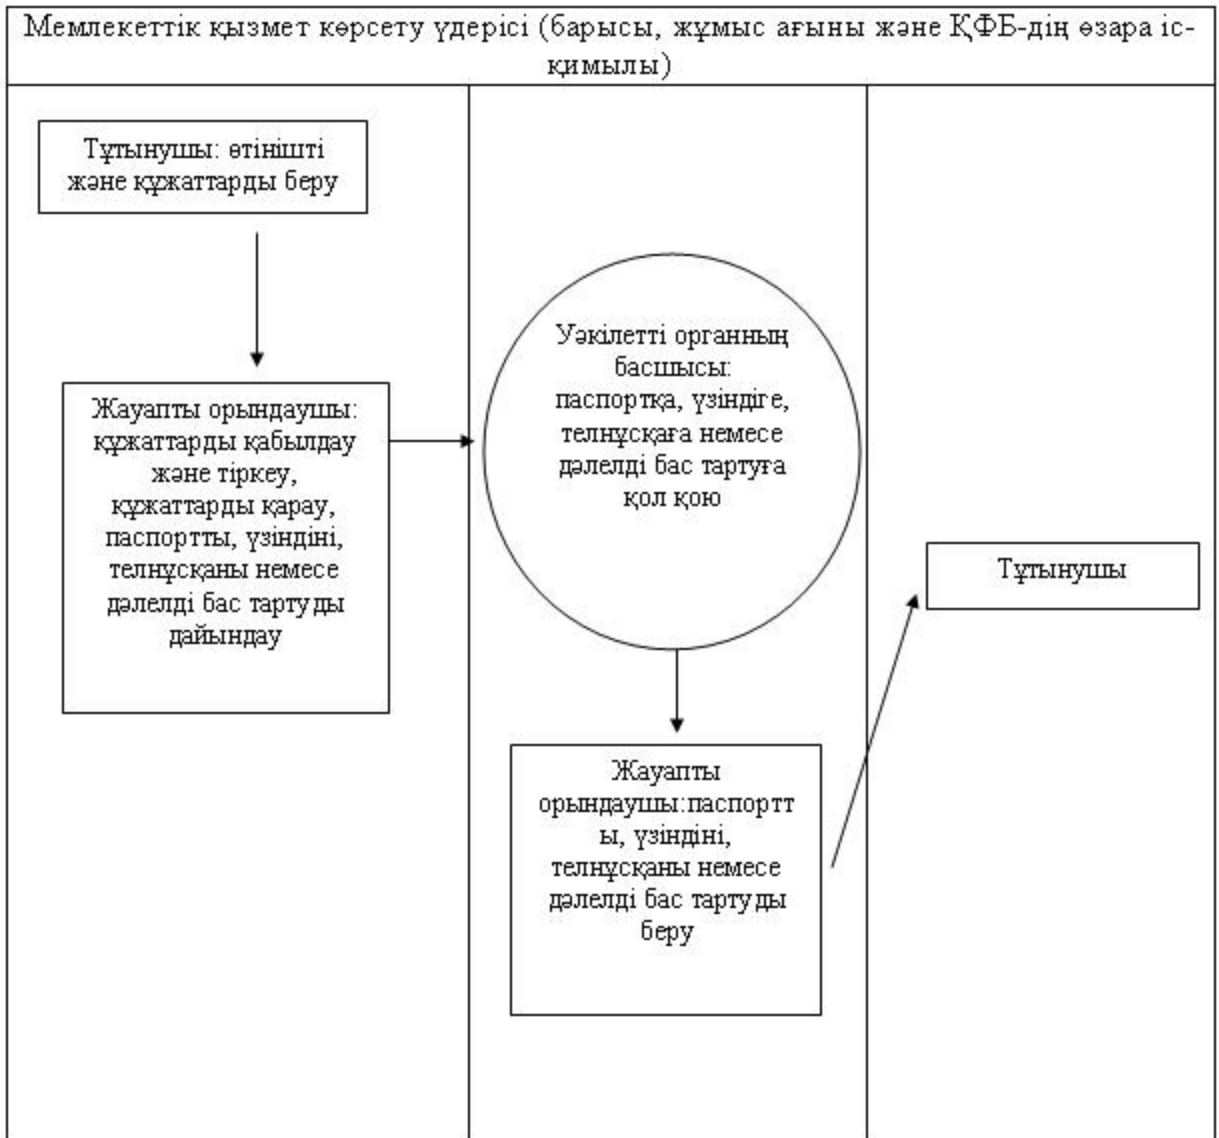 Мемлекеттік қызмет көрсету үдерісі (барысы, жұмыс ағыны және ҚФБ-дің өзара іс-
қимылы)
Тұтынушы: өтінішті
және құжаттарды беру
Жауапты орындаушы:
құжаттарды қабылдау
және тіркеу,
құжаттарды қарау,
паспортты, үзіндіні,
телнұсқаны немесе
дәлелді бас тартуды
дайындау
Уәкілетті органның
басшысы:
паспортқа, үзіндіге,
телнұсқаға немесе
дәлелді бас тартуға
қол қою
Жауапты
орындаушы:паспортт
ы, үзіндіні,
телнұсқаны немесе
дәлелді бас тартуды
беру
Тұтынушы